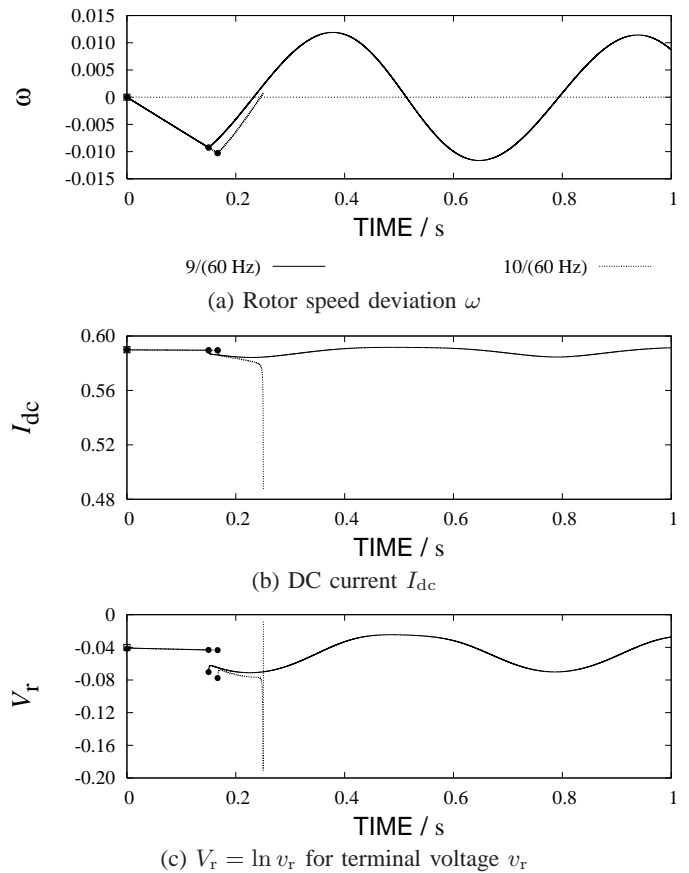 0.015
0.010
0.005
0
-0.005
-0.010
-0.015
ω
0 0.2 0.4 0.6 0.8 1
TIME / s
9/(60 Hz) 10/(60 Hz)
(a) Rotor speed deviation ω
0.60
0.56
0.52
0.48
I_dc
0 0.2 0.4 0.6 0.8 1
TIME / s
(b) DC current I_dc
0
-0.04
-0.08
-0.12
-0.16
-0.20
V_r
0 0.2 0.4 0.6 0.8 1
TIME / s
(c) V_r = ln v_r for terminal voltage v_r